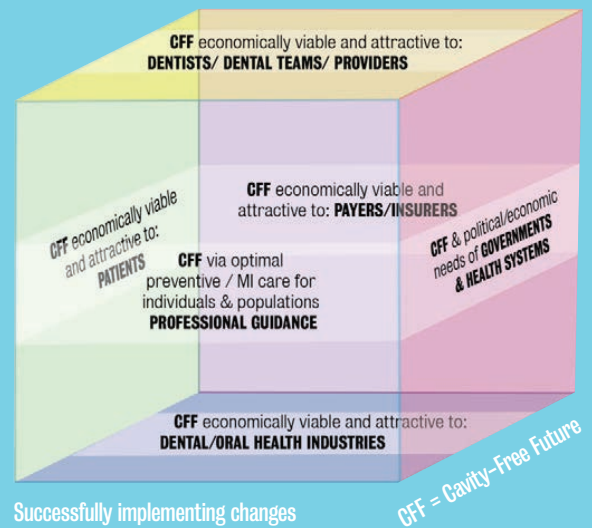 CFF economically viable and attractive to:
DENTISTS/ DENTAL TEAMS/ PROVIDERS
CFF economically viable and
attractive to: PAYERS/INSURERS
CFF economically viable
and attractive to:
PATIENTS
CFF & political/economic
needs of GOVERNMENTS
& HEALTH SYSTEMS
CFF via optimal
preventive / MI care for
individuals & populations
PROFESSIONAL GUIDANCE
CFF economically viable and attractive to:
DENTAL/ORAL HEALTH INDUSTRIES
Successfully implementing changes
CFF = Cavity-Free Future